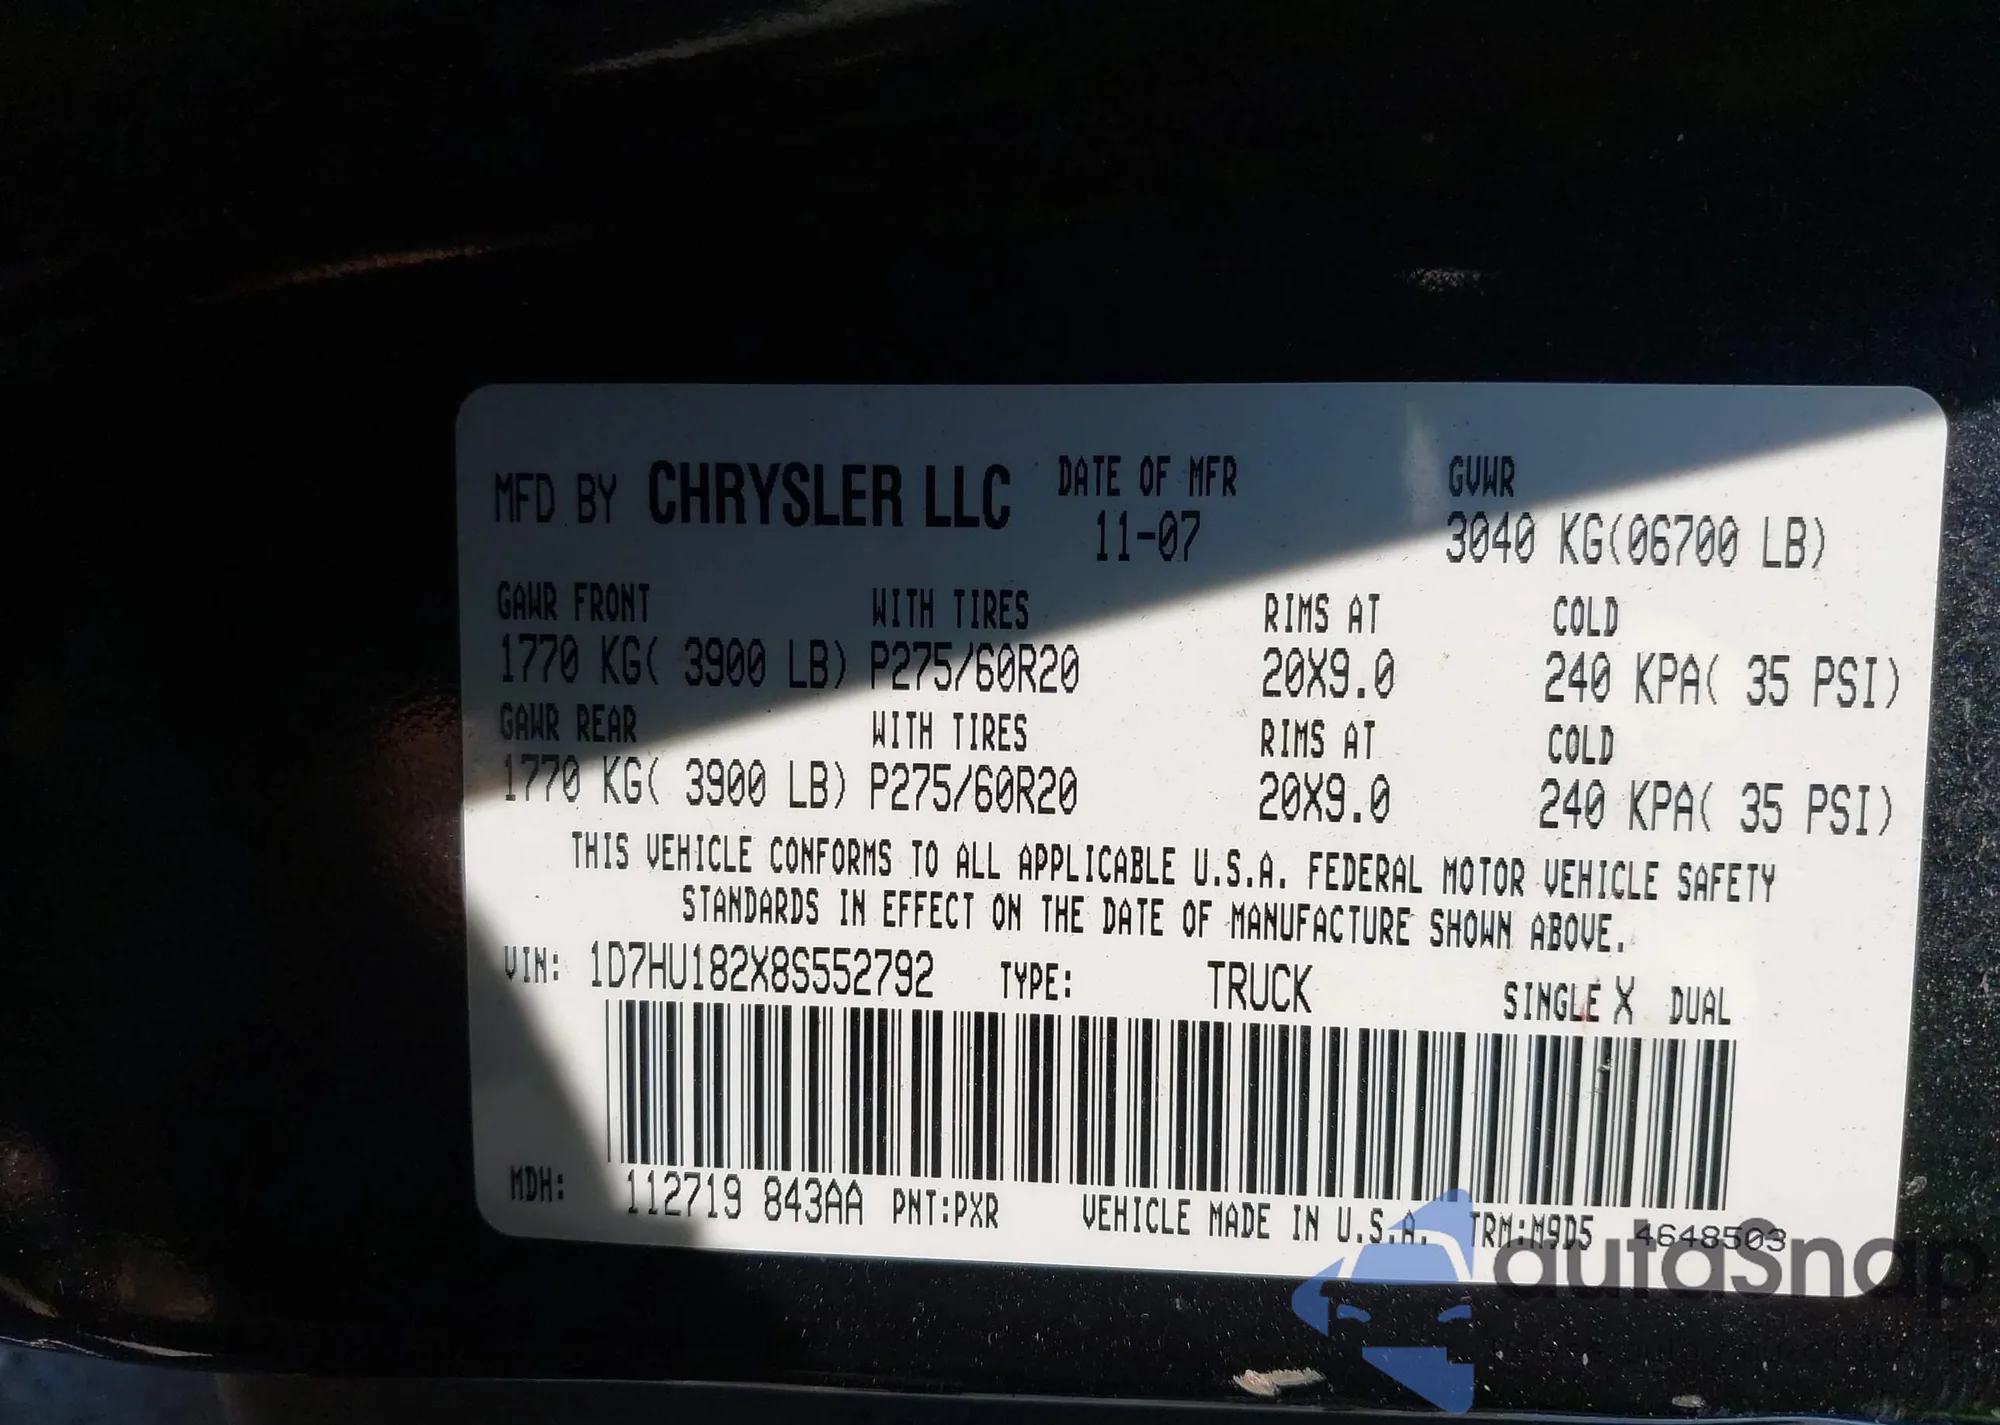 MFD BY CHRYSLER LLC DATE OF MFR GVWR
11-07 3040 KG(06700 LB)
GAWR FRONT WITH TIRES RIMS AT COLD
1770 KG( 3900 LB) P275/60R20 20X9.0 240 KPA( 35 PSI)
GAWR REAR WITH TIRES RIMS AT COLD
1770 KG( 3900 LB) P275/60R20 20X9.0 240 KPA( 35 PSI)
THIS VEHICLE CONFORMS TO ALL APPLICABLE U.S.A. FEDERAL MOTOR VEHICLE SAFETY
STANDARDS IN EFFECT ON THE DATE OF MANUFACTURE SHOWN ABOVE.
VIN: 1D7HU182X8S552792 TYPE: TRUCK SINGLE X DUAL
MDH: 112719 843AA PNT:PXR VEHICLE MADE IN U.S.A. TRM:M9D5 4648503
autosnap